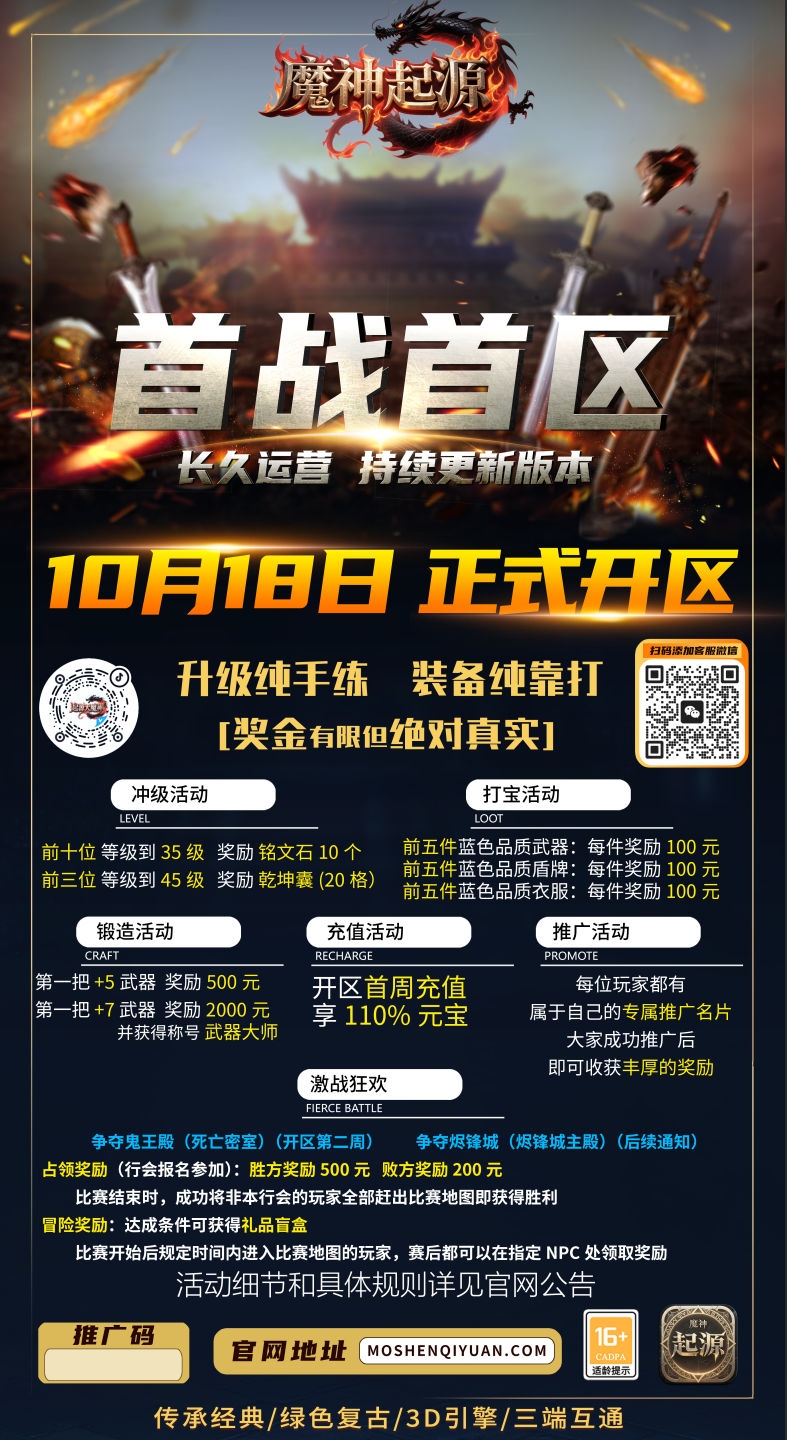 魔神起源
首战首区
长久运营 持续更新版本
10月18日 正式开区
扫码添加客服微信
升级纯手练 装备纯靠打
[奖金有限但绝对真实]
冲级活动
LEVEL
前十位 等级到 35 级 奖励 铭文石 10 个
前三位 等级到 45 级 奖励 乾坤囊 (20 格）
打宝活动
LOOT
前五件蓝色品质武器：每件奖励 100 元
前五件蓝色品质盾牌：每件奖励 100 元
前五件蓝色品质衣服：每件奖励 100 元
锻造活动
CRAFT
第一把 +5 武器 奖励 500 元
第一把 +7 武器 奖励 2000 元
并获得称号 武器大师
充值活动
RECHARGE
开区首周充值
享 110% 元宝
推广活动
PROMOTE
每位玩家都有
属于自己的专属推广名片
大家成功推广后
即可收获丰厚的奖励
激战狂欢
FIERCE BATTLE
争夺鬼王殿（死亡密室）（开区第二周） 争夺烬锋城（烬锋城主殿）（后续通知）
占领奖励（行会报名参加）：胜方奖励 500 元 败方奖励 200 元
比赛结束时，成功将非本行会的玩家全部赶出比赛地图即获得胜利
冒险奖励：达成条件可获得礼品盲盒
比赛开始后规定时间内进入比赛地图的玩家，赛后都可以在指定 NPC 处领取奖励
活动细节和具体规则详见官网公告
推广码
官网地址 MOSHENQIYUAN.COM
16+
CADPA
适龄提示
魔神
起源
传承经典/绿色复古/3D引擎/三端互通